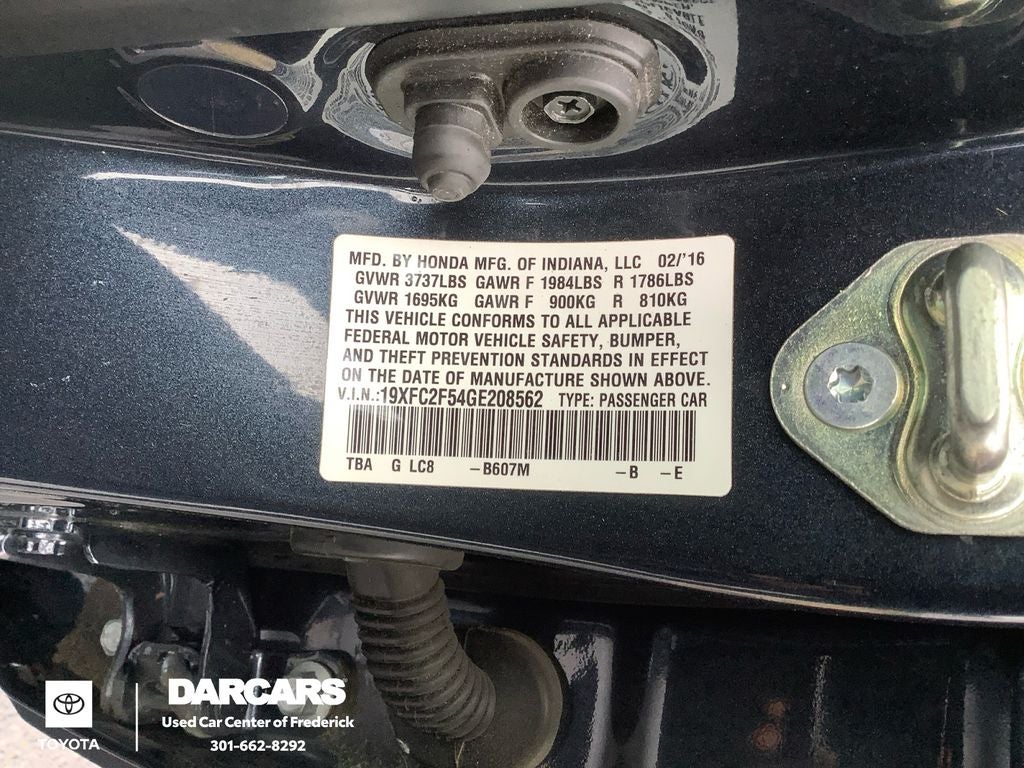 MFD. BY HONDA MFG. OF INDIANA, LLC 02/'16
GVWR 3737LBS GAWR F 1984LBS R 1786LBS
GVWR 1695KG GAWR F 900KG R 810KG
THIS VEHICLE CONFORMS TO ALL APPLICABLE
FEDERAL MOTOR VEHICLE SAFETY, BUMPER,
AND THEFT PREVENTION STANDARDS IN EFFECT
ON THE DATE OF MANUFACTURE SHOWN ABOVE.
V.I.N.:19XFC2F54GE208562 TYPE: PASSENGER CAR
TBA G LC8 -B607M -B -E
TOYOTA
DARCARS
Used Car Center of Frederick
301-662-8292